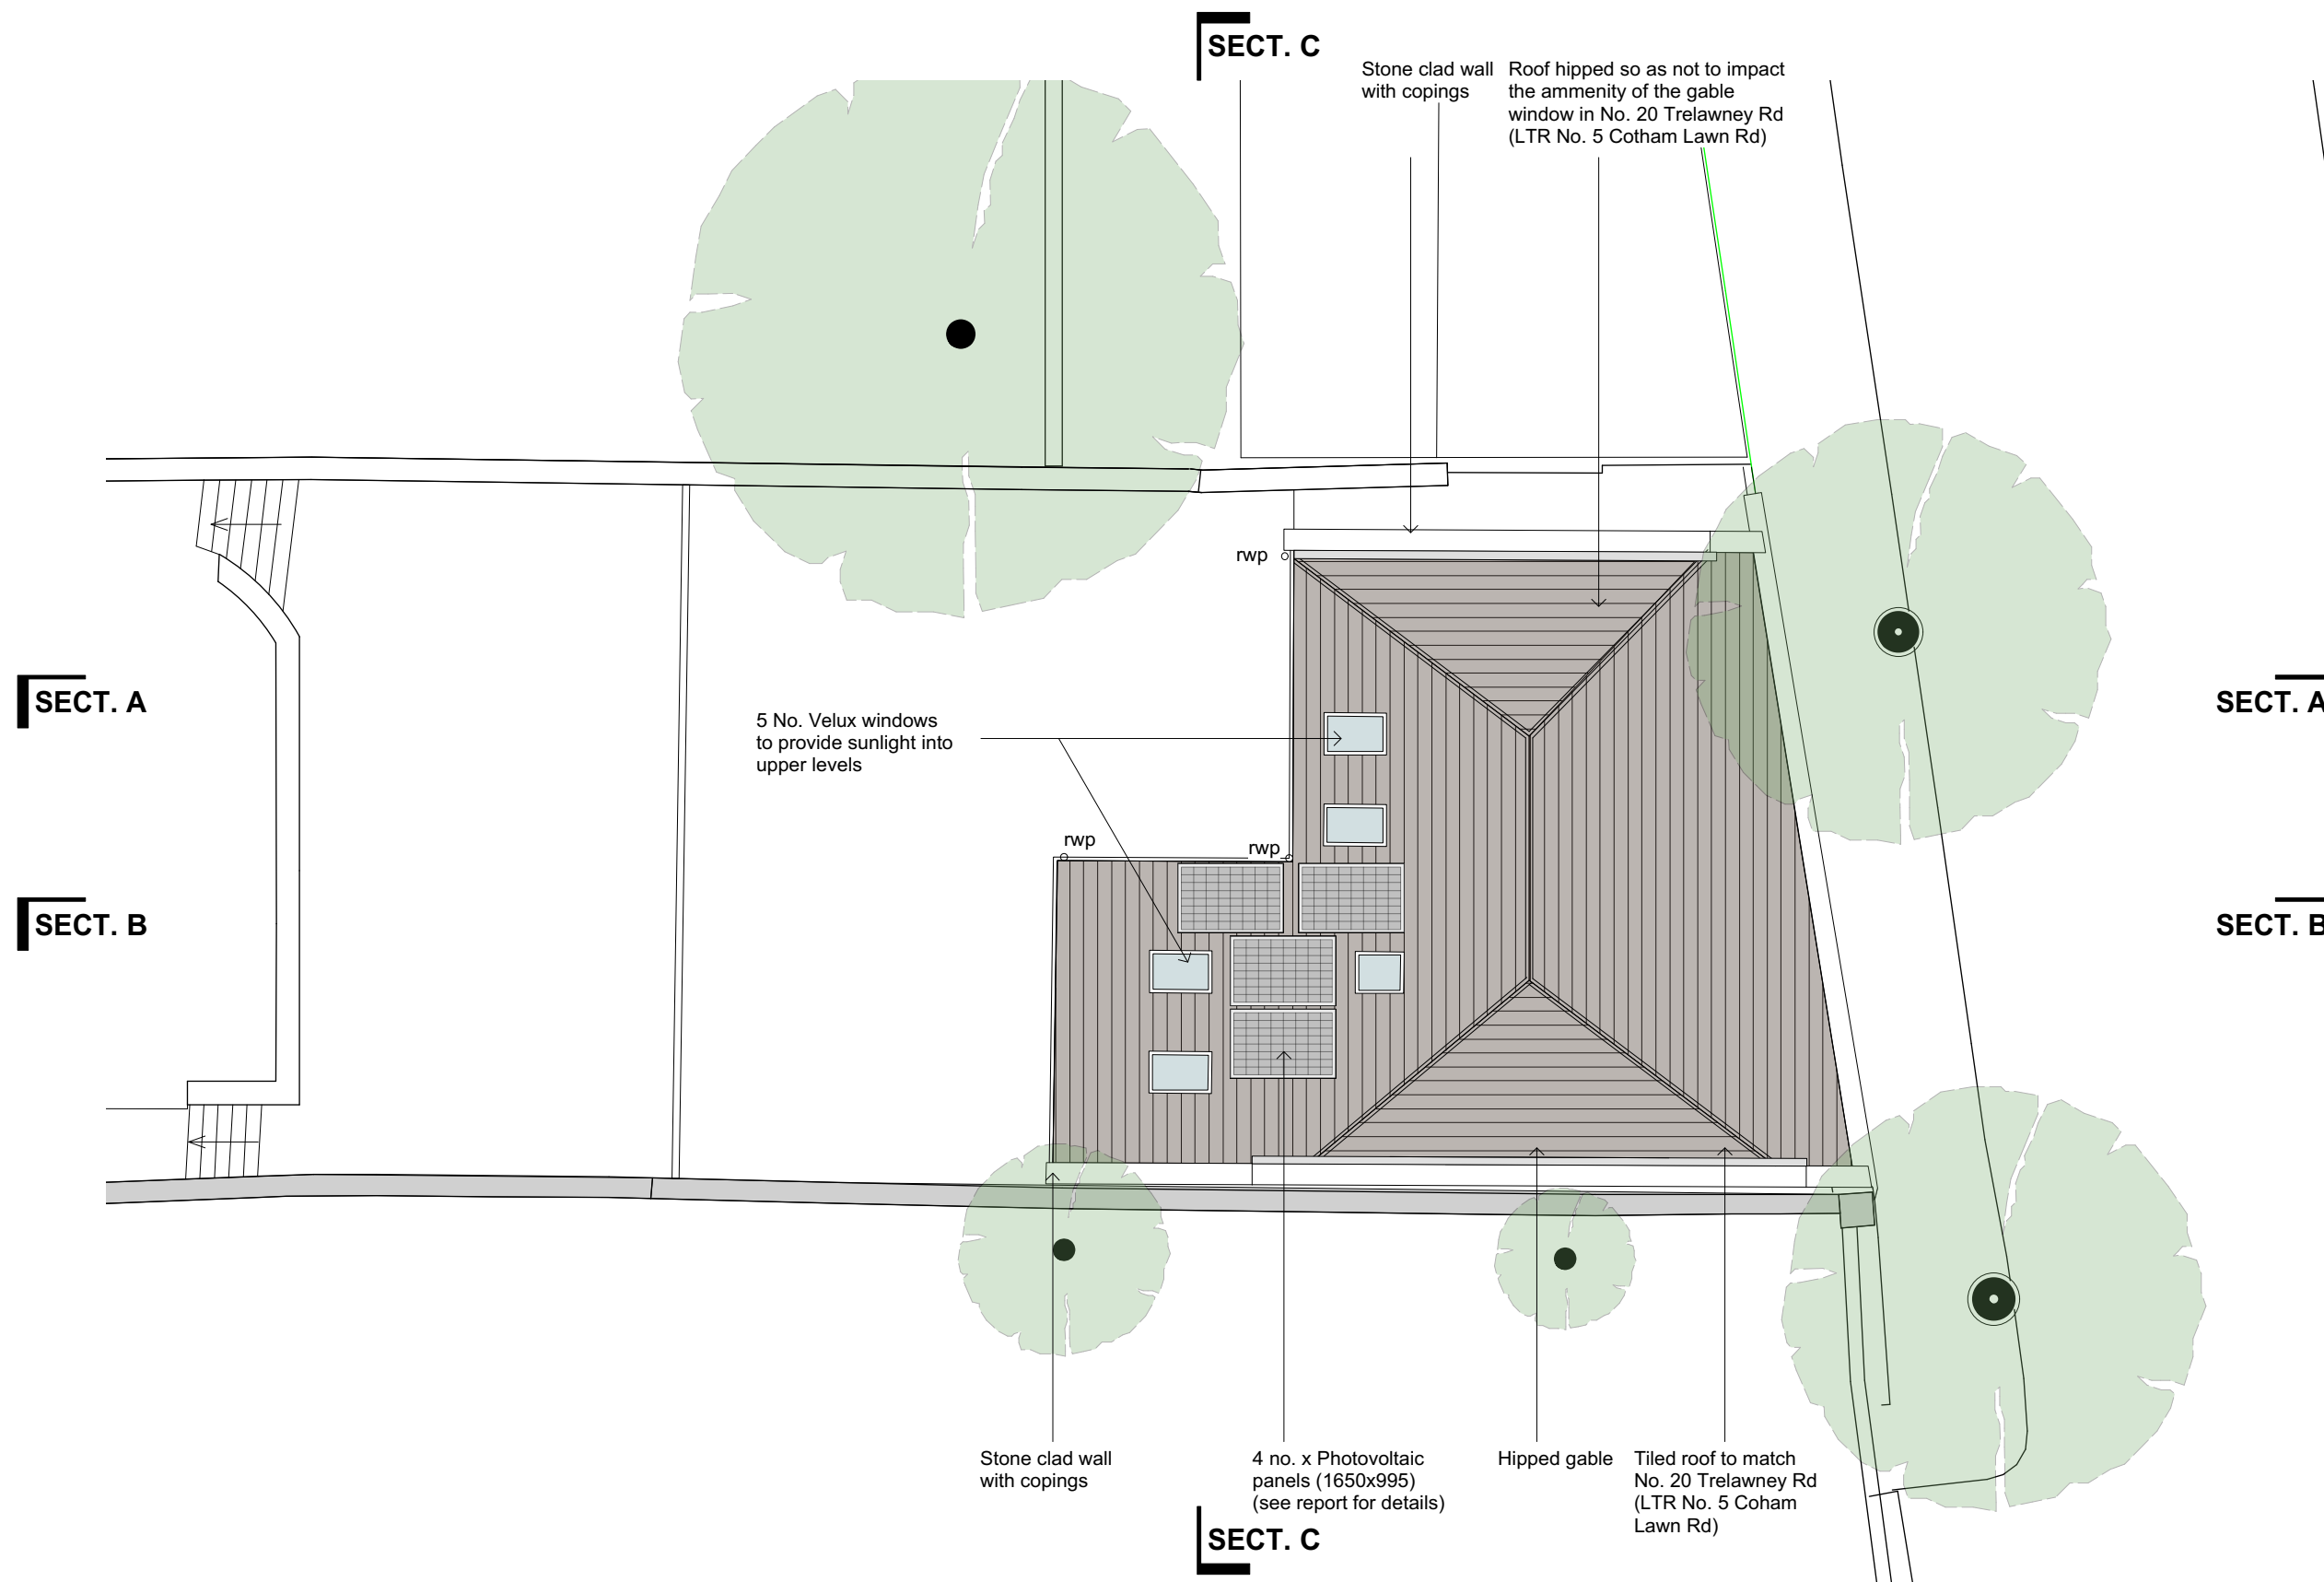 SECT. C
Stone clad wall
with copings
Roof hipped so as not to impact
the ammenity of the gable
window in No. 20 Trelawney Rd
(LTR No. 5 Cotham Lawn Rd)
rwp
SECT. A
SECT. A
5 No. Velux windows
to provide sunlight into
upper levels
rwp
rwp
SECT. B
SECT. B
Stone clad wall
with copings
4 no. x Photovoltaic
panels (1650x995)
(see report for details)
Hipped gable
Tiled roof to match
No. 20 Trelawney Rd
(LTR No. 5 Coham
Lawn Rd)
SECT. C